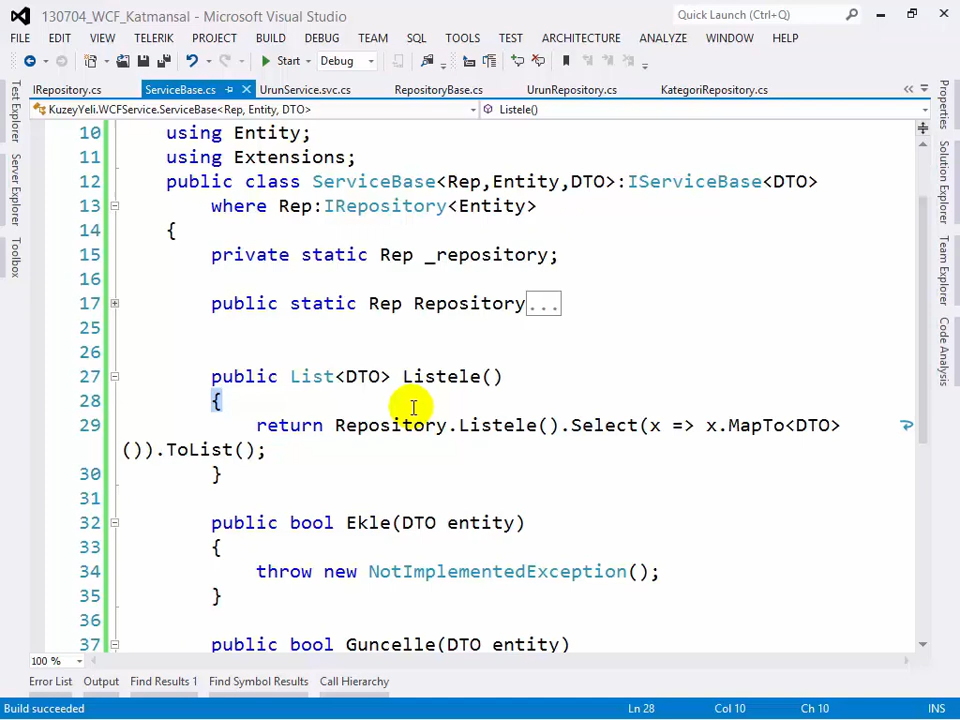 130704_WCF_Katmansal - Microsoft Visual Studio
Quick Launch (Ctrl+Q)
FILE EDIT VIEW TELERIK PROJECT BUILD DEBUG TEAM SQL TOOLS TEST ARCHITECTURE ANALYZE WINDOW HELP
Start Debug
IRepository.cs ServiceBase.cs UrunService.svc.cs RepositoryBase.cs UrunRepository.cs KategoriRepository.cs
KuzeyYeli.WCFService.ServiceBase<Rep, Entity, DTO> Listele()
Test Explorer
Server Explorer
Toolbox
10 using Entity;
11 using Extensions;
12 public class ServiceBase<Rep,Entity,DTO>:IServiceBase<DTO>
13 where Rep:IRepository<Entity>
14 {
15 private static Rep _repository;
16
17 public static Rep Repository...
25
26
27 public List<DTO> Listele()
28 {
29 return Repository.Listele().Select(x => x.MapTo<DTO>
()).ToList();
30 }
31
32 public bool Ekle(DTO entity)
33 {
34 throw new NotImplementedException();
35 }
36
37 public bool Guncelle(DTO entity)
Properties
Solution Explorer
Team Explorer
Code Analysis
100 %
Error List Output Find Results 1 Find Symbol Results Call Hierarchy
Build succeeded Ln 28 Col 10 Ch 10 INS